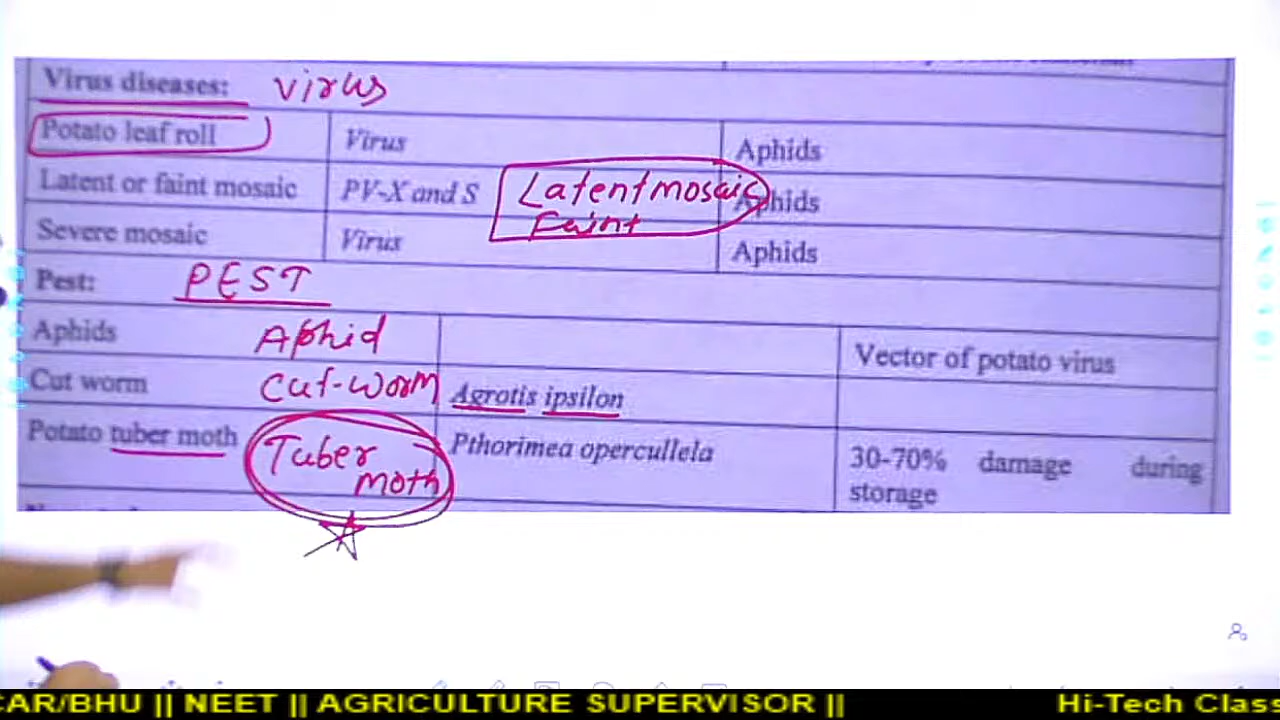 Virus diseases: virus
Potato leaf roll Virus Aphids
Latent or faint mosaic PV-X and S Latent mosaic Aphids
Faint
Severe mosaic Virus Aphids
Pest: PEST
Aphids Aphid Vector of potato virus
Cut worm Cut-worm Agrotis ipsilon
Potato tuber moth Tuber moth Pthorimea opercullela 30-70% damage during
storage
CAR/BHU || NEET || AGRICULTURE SUPERVISOR || Hi-Tech Class